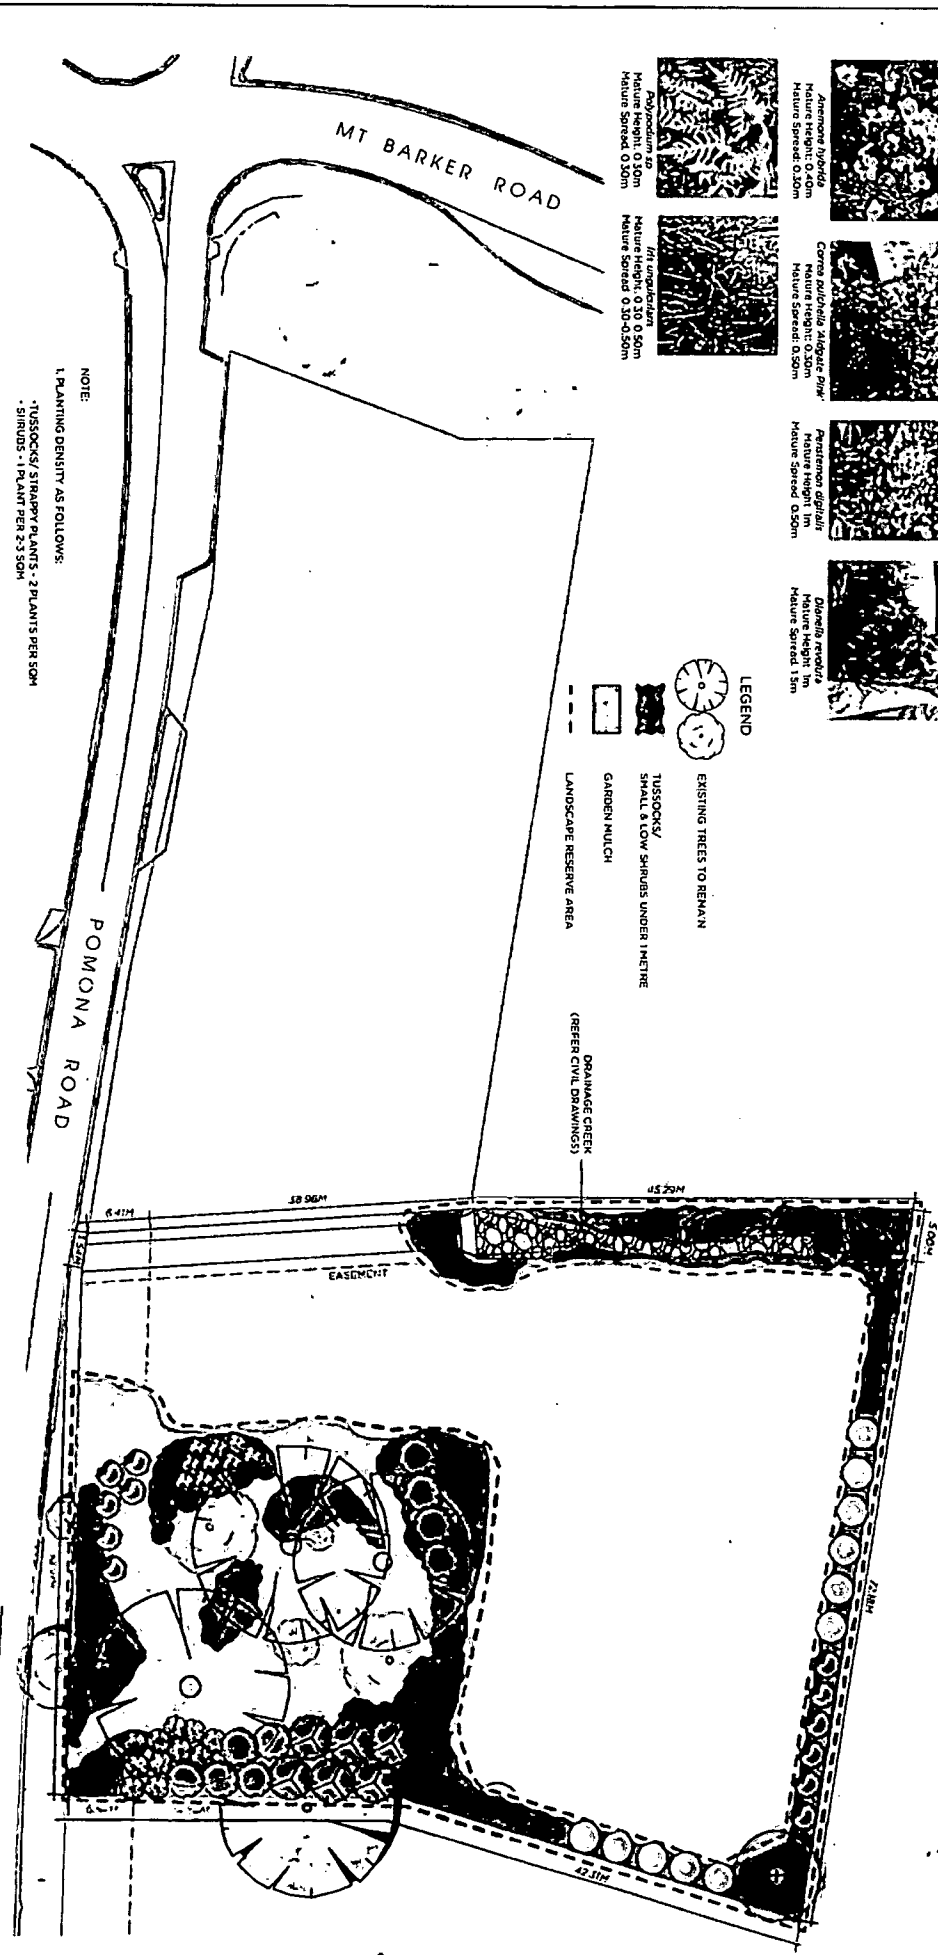 Anemone hybrida
Mature Height: 0.40m
Mature Spread: 0.30m
Correa pulchella 'Aldgate Pink'
Mature Height: 0.30m
Mature Spread: 0.50m
Penstemon digitalis
Mature Height 1m
Mature Spread 0.50m
Dianella revoluta
Mature Height 1m
Mature Spread 1 5m
Polypodium sp
Mature Height 0 30m
Mature Spread 0 30m
Iris unguicularis
Mature Height. 0 30 0 50m
Mature Spread 0 30-0.50m
MT BARKER ROAD
LEGEND
EXISTING TREES TO REMAIN
TUSSOCKS/
SMALL & LOW SHRUBS UNDER 1 METRE
GARDEN MULCH
LANDSCAPE RESERVE AREA
DRAINAGE CREEK
(REFER CIVIL DRAWINGS)
NOTE:
1. PLANTING DENSITY AS FOLLOWS:
• TUSSOCKS/ STRAPPY PLANTS - 2 PLANTS PER SQM
• SHRUBS - 1 PLANT PER 2-3 SQM
POMONA ROAD
6.41M
38 96M
45.29M
5.00M
EASEMENT
72.18M
42.31M